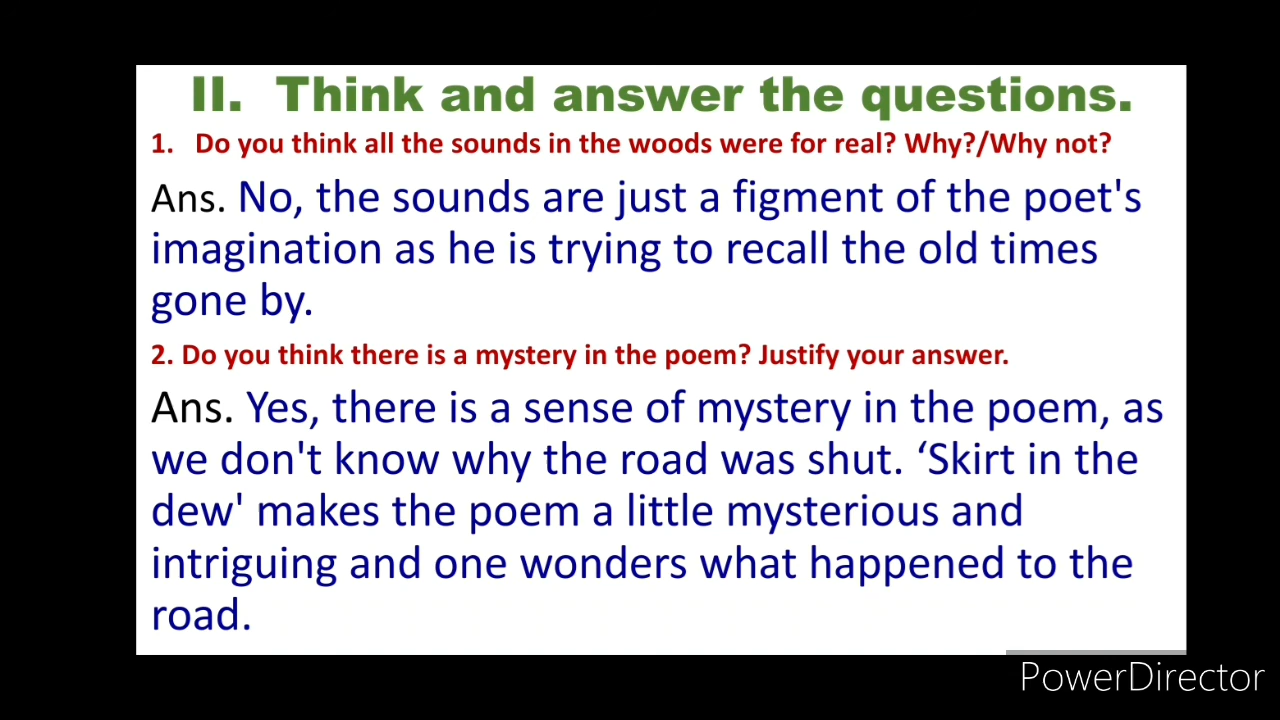 II. Think and answer the questions.
1. Do you think all the sounds in the woods were for real? Why?/Why not?
Ans. No, the sounds are just a figment of the poet's
imagination as he is trying to recall the old times
gone by.
2. Do you think there is a mystery in the poem? Justify your answer.
Ans. Yes, there is a sense of mystery in the poem, as
we don't know why the road was shut. ‘Skirt in the
dew' makes the poem a little mysterious and
intriguing and one wonders what happened to the
road.
PowerDirector